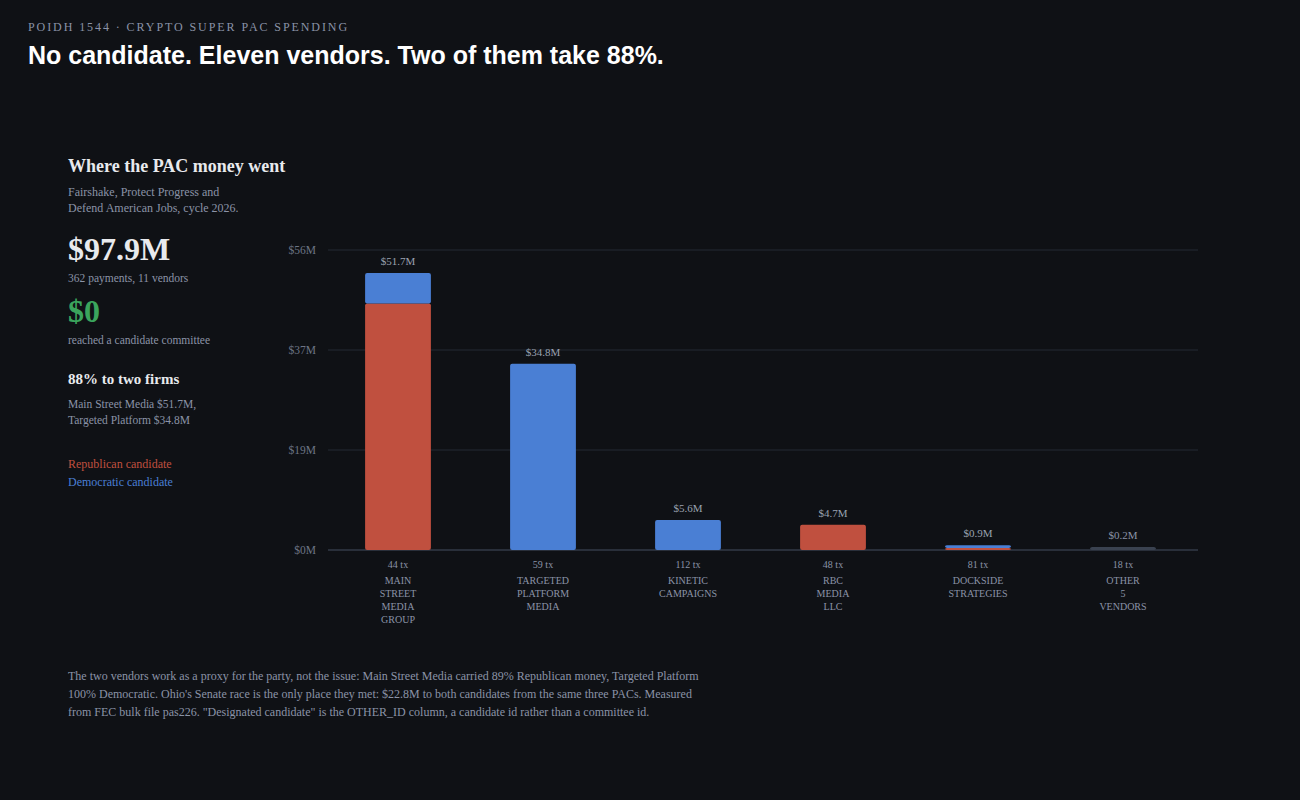 POIDH 1544 · CRYPTO SUPER PAC SPENDING
No candidate. Eleven vendors. Two of them take 88%.
Where the PAC money went
Fairshake, Protect Progress and
Defend American Jobs, cycle 2026.
$97.9M
362 payments, 11 vendors
$0
reached a candidate committee
88% to two firms
Main Street Media $51.7M,
Targeted Platform $34.8M
Republican candidate
Democratic candidate
$56M
$37M
$19M
$0M
$51.7M
$34.8M
$5.6M
$4.7M
$0.9M
$0.2M
44 tx
MAIN
STREET
MEDIA
GROUP
59 tx
TARGETED
PLATFORM
MEDIA
112 tx
KINETIC
CAMPAIGNS
48 tx
RBC
MEDIA
LLC
81 tx
DOCKSIDE
STRATEGIES
18 tx
OTHER
5
VENDORS
The two vendors work as a proxy for the party, not the issue: Main Street Media carried 89% Republican money, Targeted Platform
100% Democratic. Ohio's Senate race is the only place they met: $22.8M to both candidates from the same three PACs. Measured
from FEC bulk file pas226. "Designated candidate" is the OTHER_ID column, a candidate id rather than a committee id.